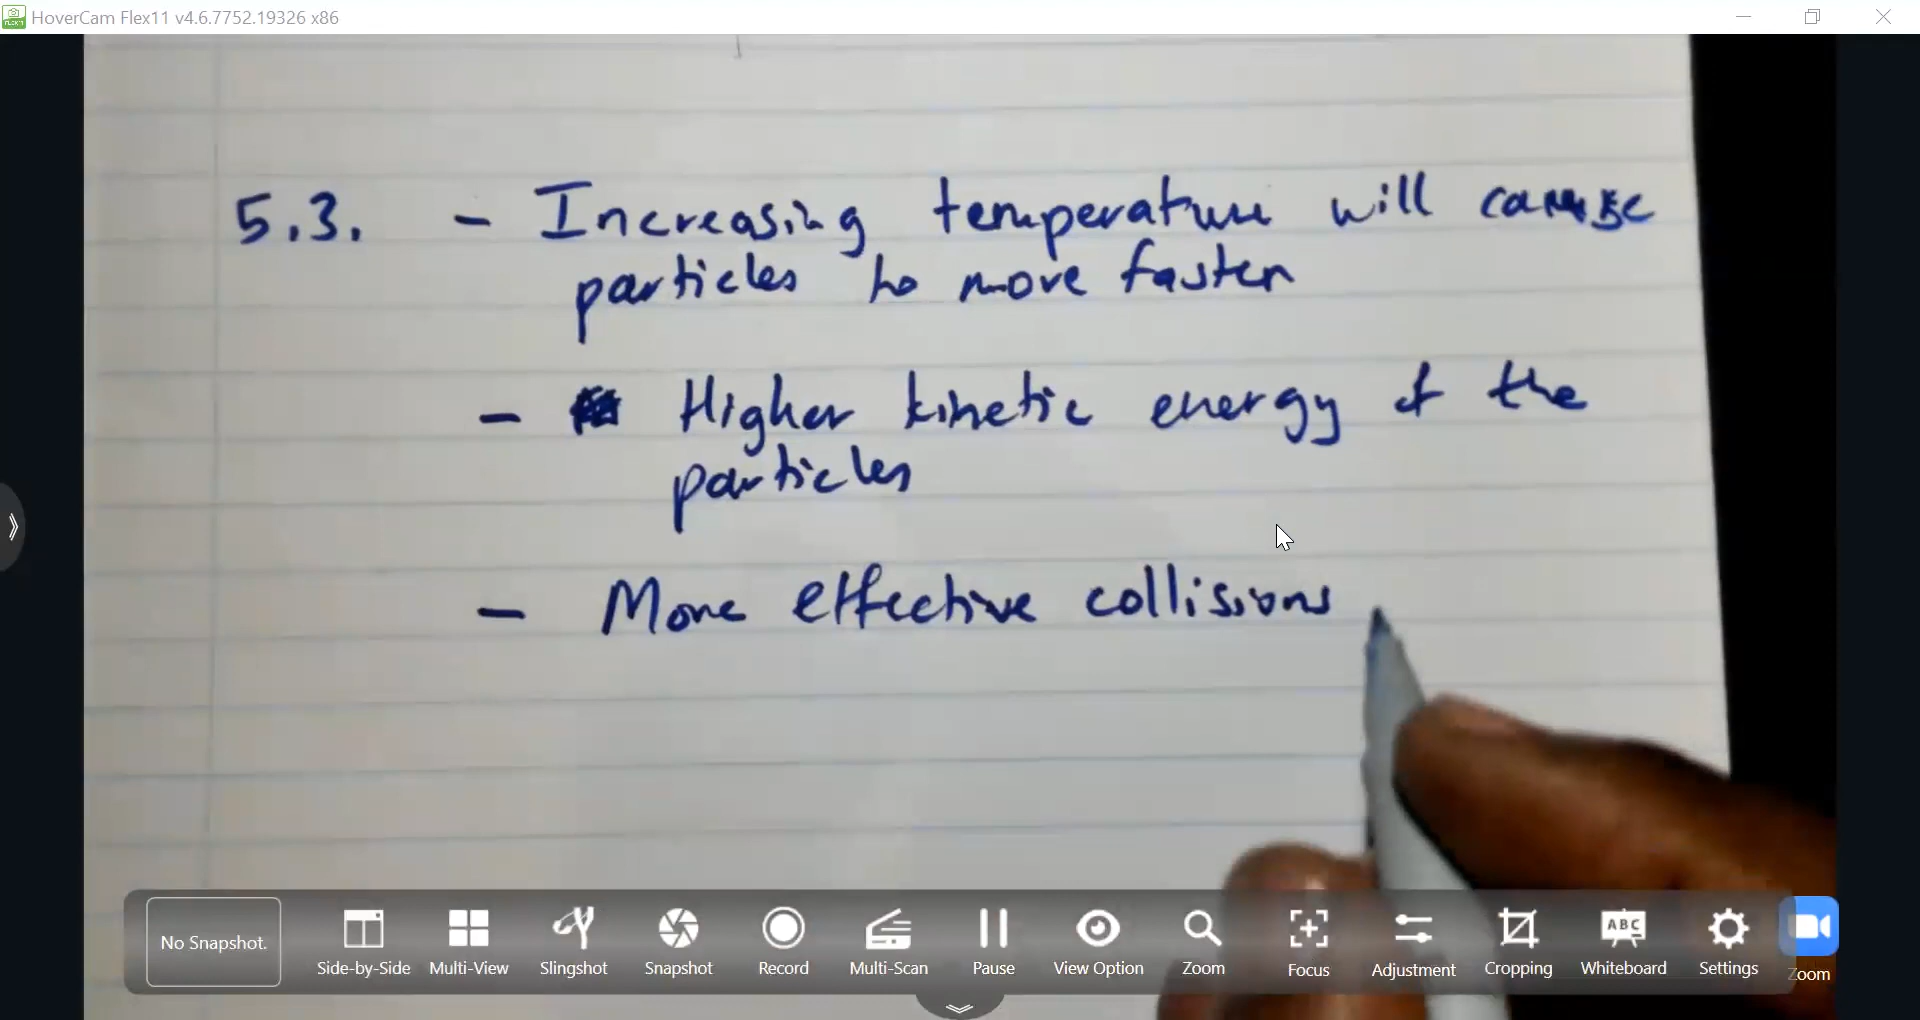 HoverCam Flex11 v4.6.7752.19326 x86
5.3. - Increasing temperature will cause
particles to move faster
- Higher kinetic energy of the
particles
- More effective collisions
No Snapshot.
Side-by-Side Multi-View Slingshot Snapshot Record Multi-Scan Pause View Option Zoom Focus Adjustment Cropping ABC Whiteboard Settings Zoom